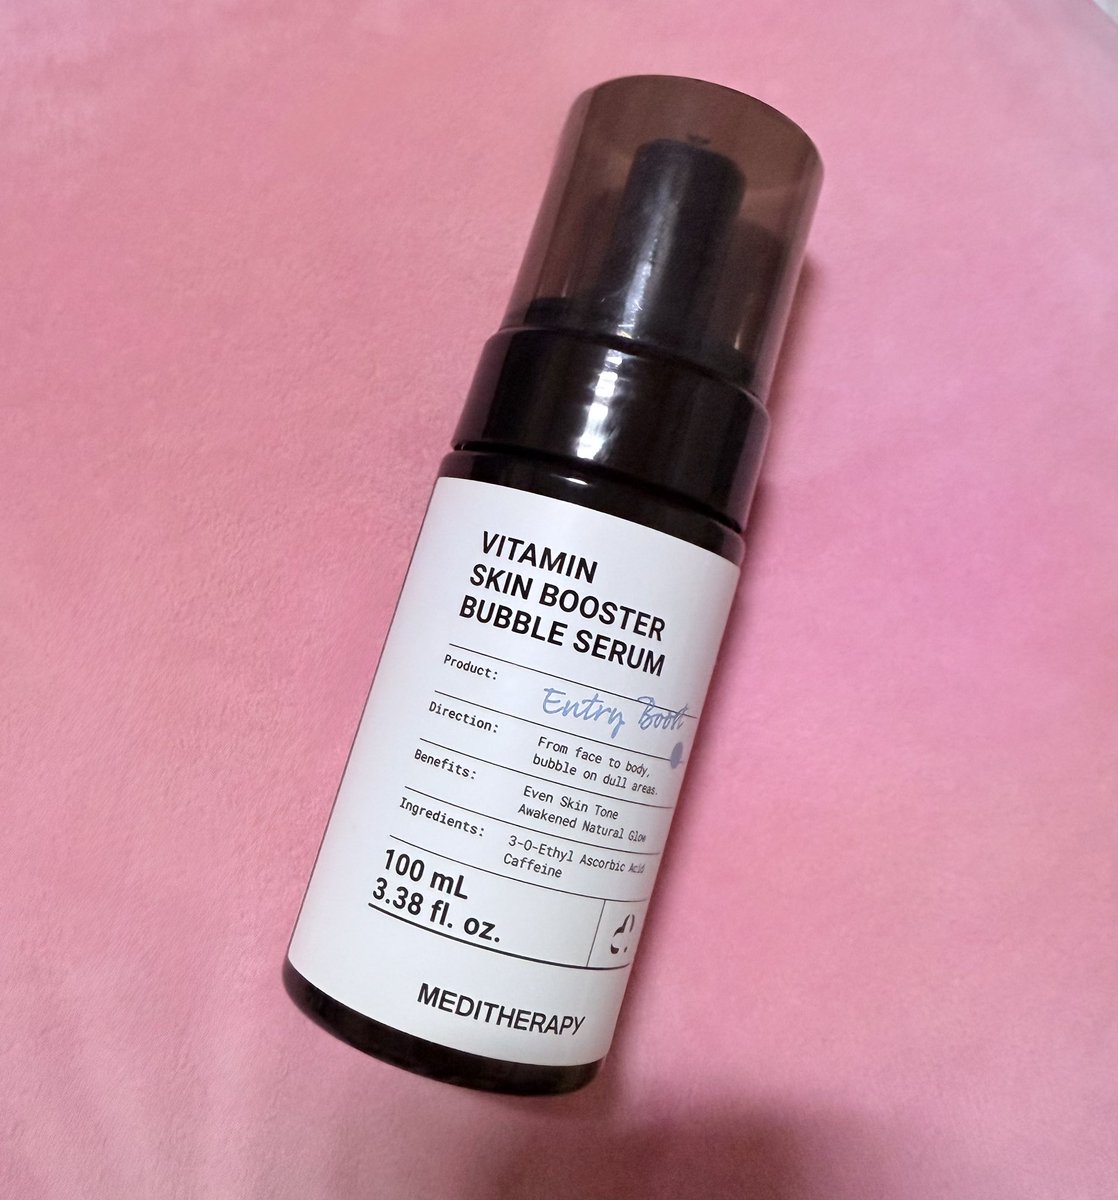 VITAMIN
SKIN BOOSTER
BUBBLE SERUM
Product: Entry Boost
Direction: From face to body,
bubble on dull areas.
Benefits: Even Skin Tone
Awakened Natural Glow
Ingredients: 3-O-Ethyl Ascorbic Acid
Caffeine
100 mL
3.38 fl. oz.
MEDITHERAPY